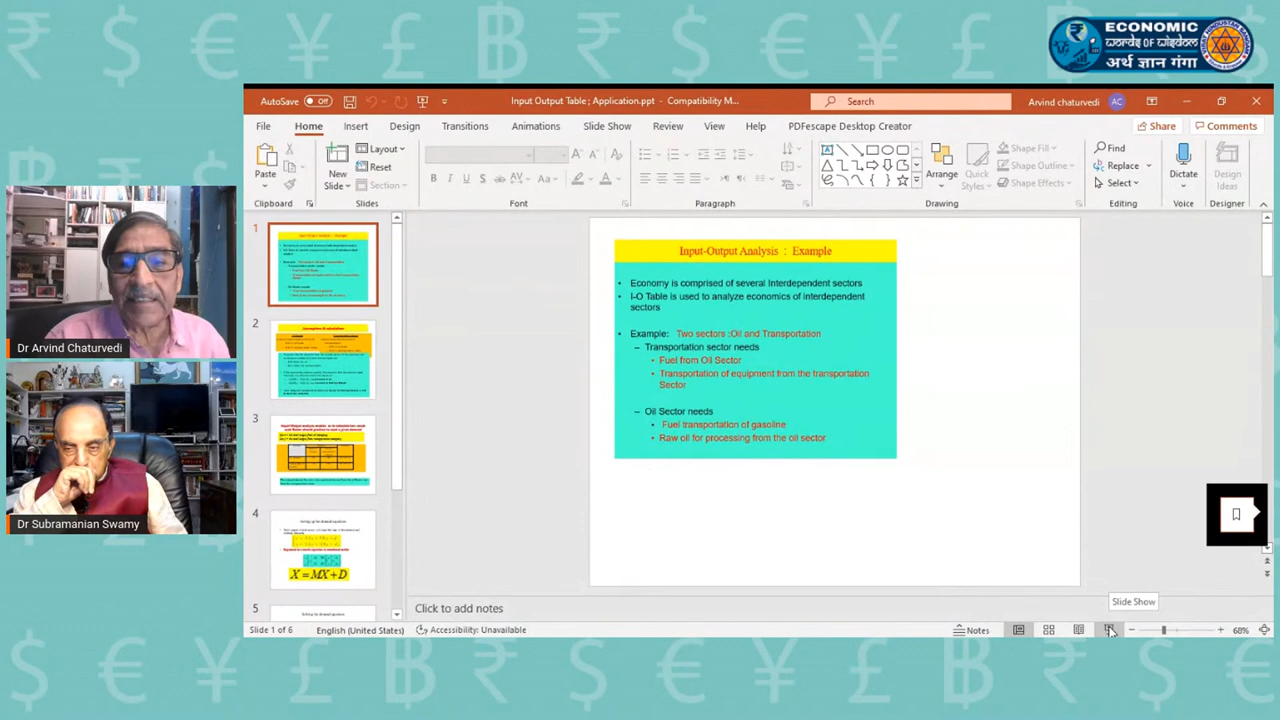 ECONOMIC
WORDS OF WISDOM
अर्थ ज्ञान गंगा
AutoSave Off
Input Output Table ; Application.ppt - Compatibility M...
Search
Arvind chaturvedi AC
File Home Insert Design Transitions Animations Slide Show Review View Help PDFescape Desktop Creator
Share Comments
Paste
New
Slide
Layout
Reset
Section
Shape Fill
Shape Outline
Shape Effects
Arrange
Quick
Styles
Find
Replace
Select
Dictate
Design
Ideas
Clipboard Slides Font Paragraph Drawing Editing Voice Designer
1
2
3
4
X = MX + D
5
Input-Output Analysis : Example
• Economy is comprised of several Interdependent sectors
• I-O Table is used to analyze economics of interdependent
sectors
• Example: Two sectors :Oil and Transportation
– Transportation sector needs
• Fuel from Oil Sector
• Transportation of equipment from the transportation
Sector
– Oil Sector needs
• Fuel transportation of gasoline
• Raw oil for processing from the oil sector
Dr Arvind Chaturvedi
Dr Subramanian Swamy
Click to add notes
Slide Show
Slide 1 of 6 English (United States) Accessibility: Unavailable Notes 68%